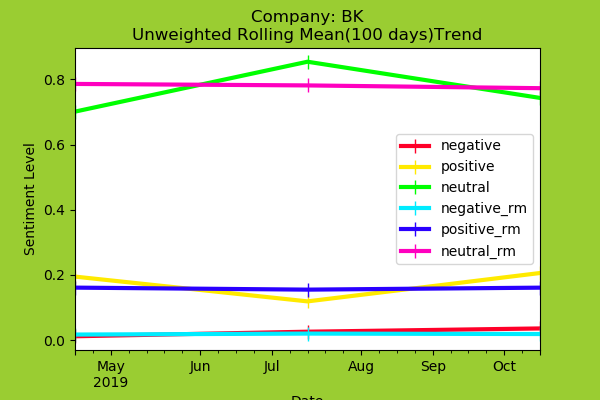 Company: BK
Unweighted Rolling Mean(100 days)Trend
Sentiment Level
0.8
0.6
0.4
0.2
0.0
negative
positive
neutral
negative_rm
positive_rm
neutral_rm
May Jun Jul Aug Sep Oct
2019
Date